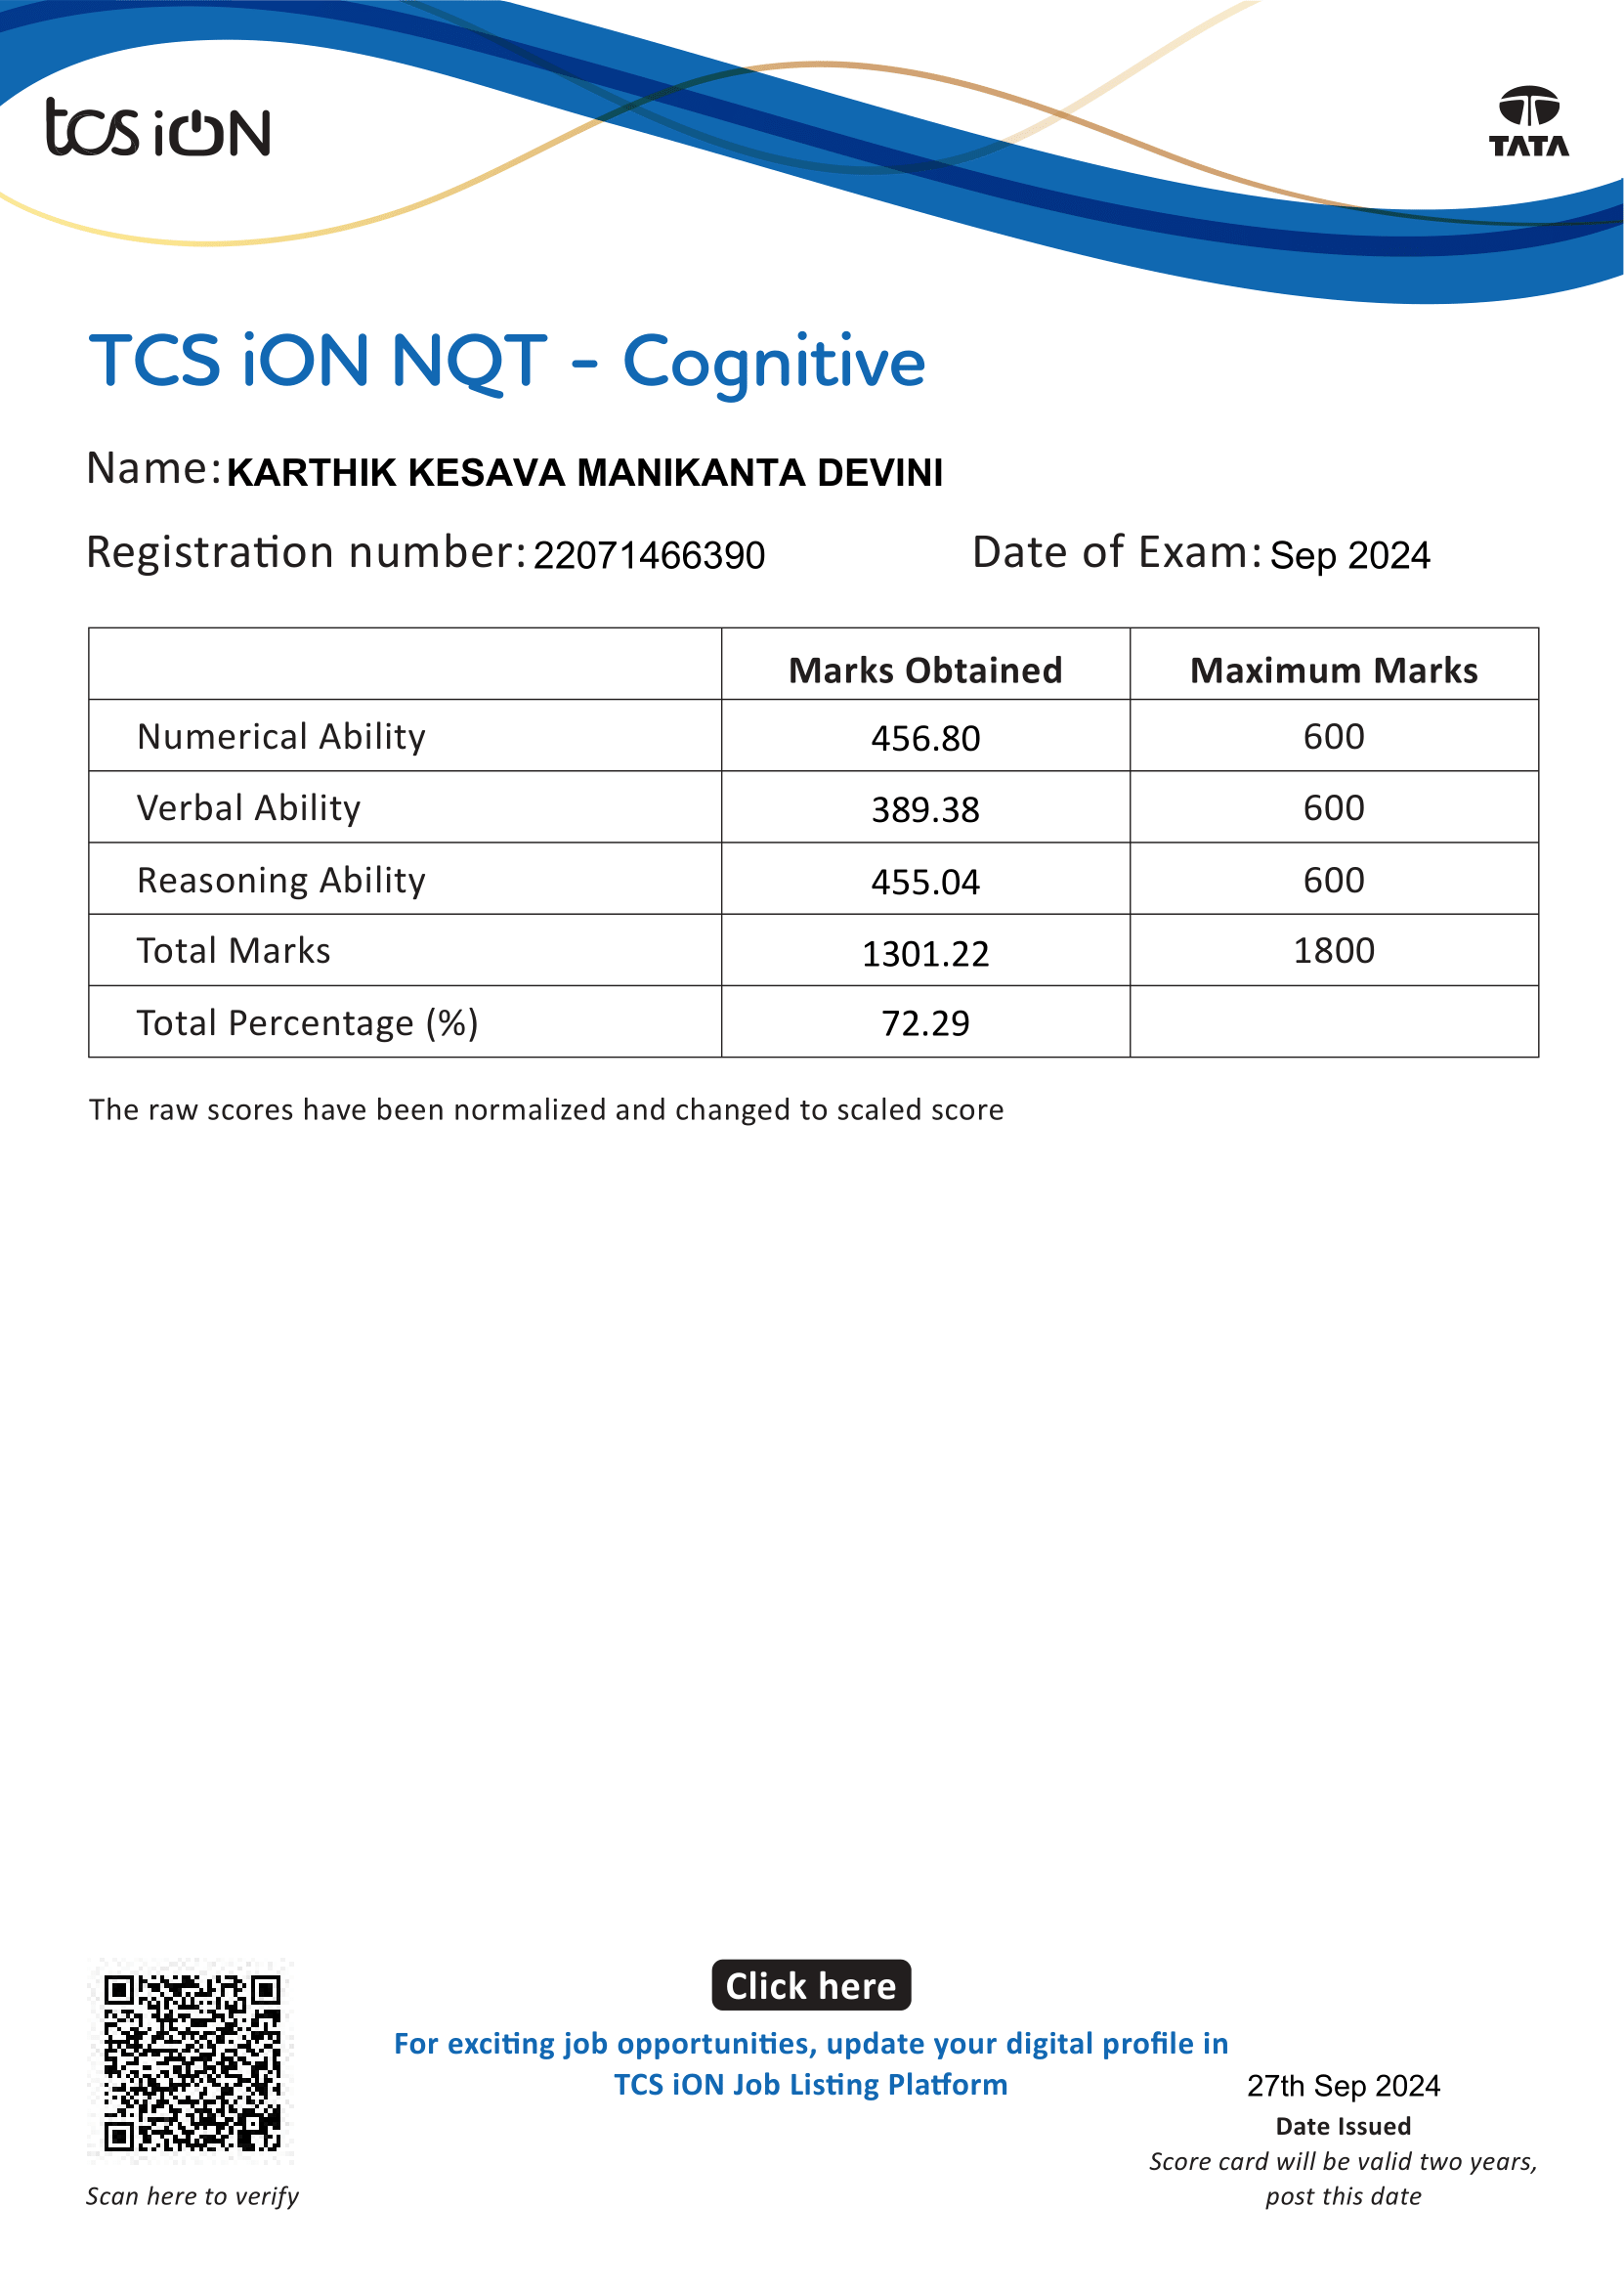 tcs iON
TATA
TCS iON NQT - Cognitive
Name: KARTHIK KESAVA MANIKANTA DEVINI
Registration number: 22071466390 Date of Exam: Sep 2024
Marks Obtained Maximum Marks
Numerical Ability 456.80 600
Verbal Ability 389.38 600
Reasoning Ability 455.04 600
Total Marks 1301.22 1800
Total Percentage (%) 72.29
The raw scores have been normalized and changed to scaled score
Click here
For exciting job opportunities, update your digital profile in
TCS iON Job Listing Platform
27th Sep 2024
Date Issued
Score card will be valid two years,
post this date
Scan here to verify